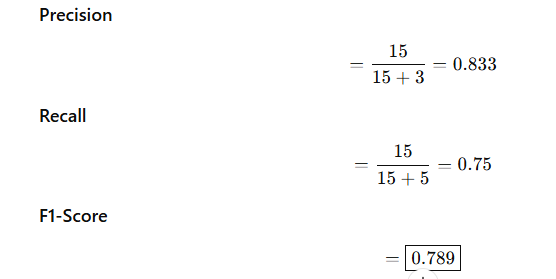 Precision
= 15 / 15 + 3 = 0.833
Recall
= 15 / 15 + 5 = 0.75
F1-Score
= 0.789